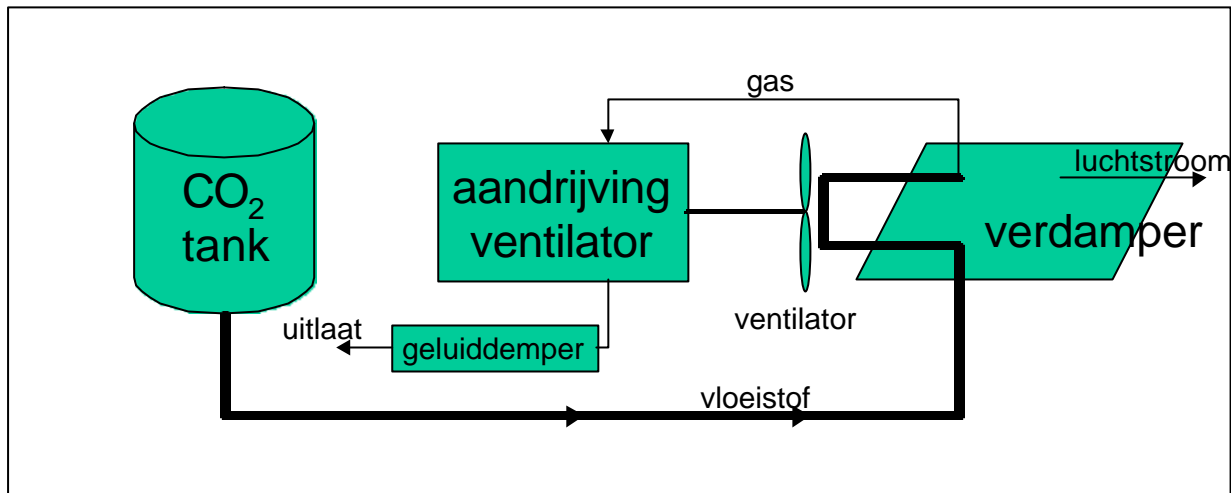 gas
CO₂
tank
aandrijving
ventilator
luchtstroom
verdamper
uitlaat
geluiddemper
ventilator
vloeistof